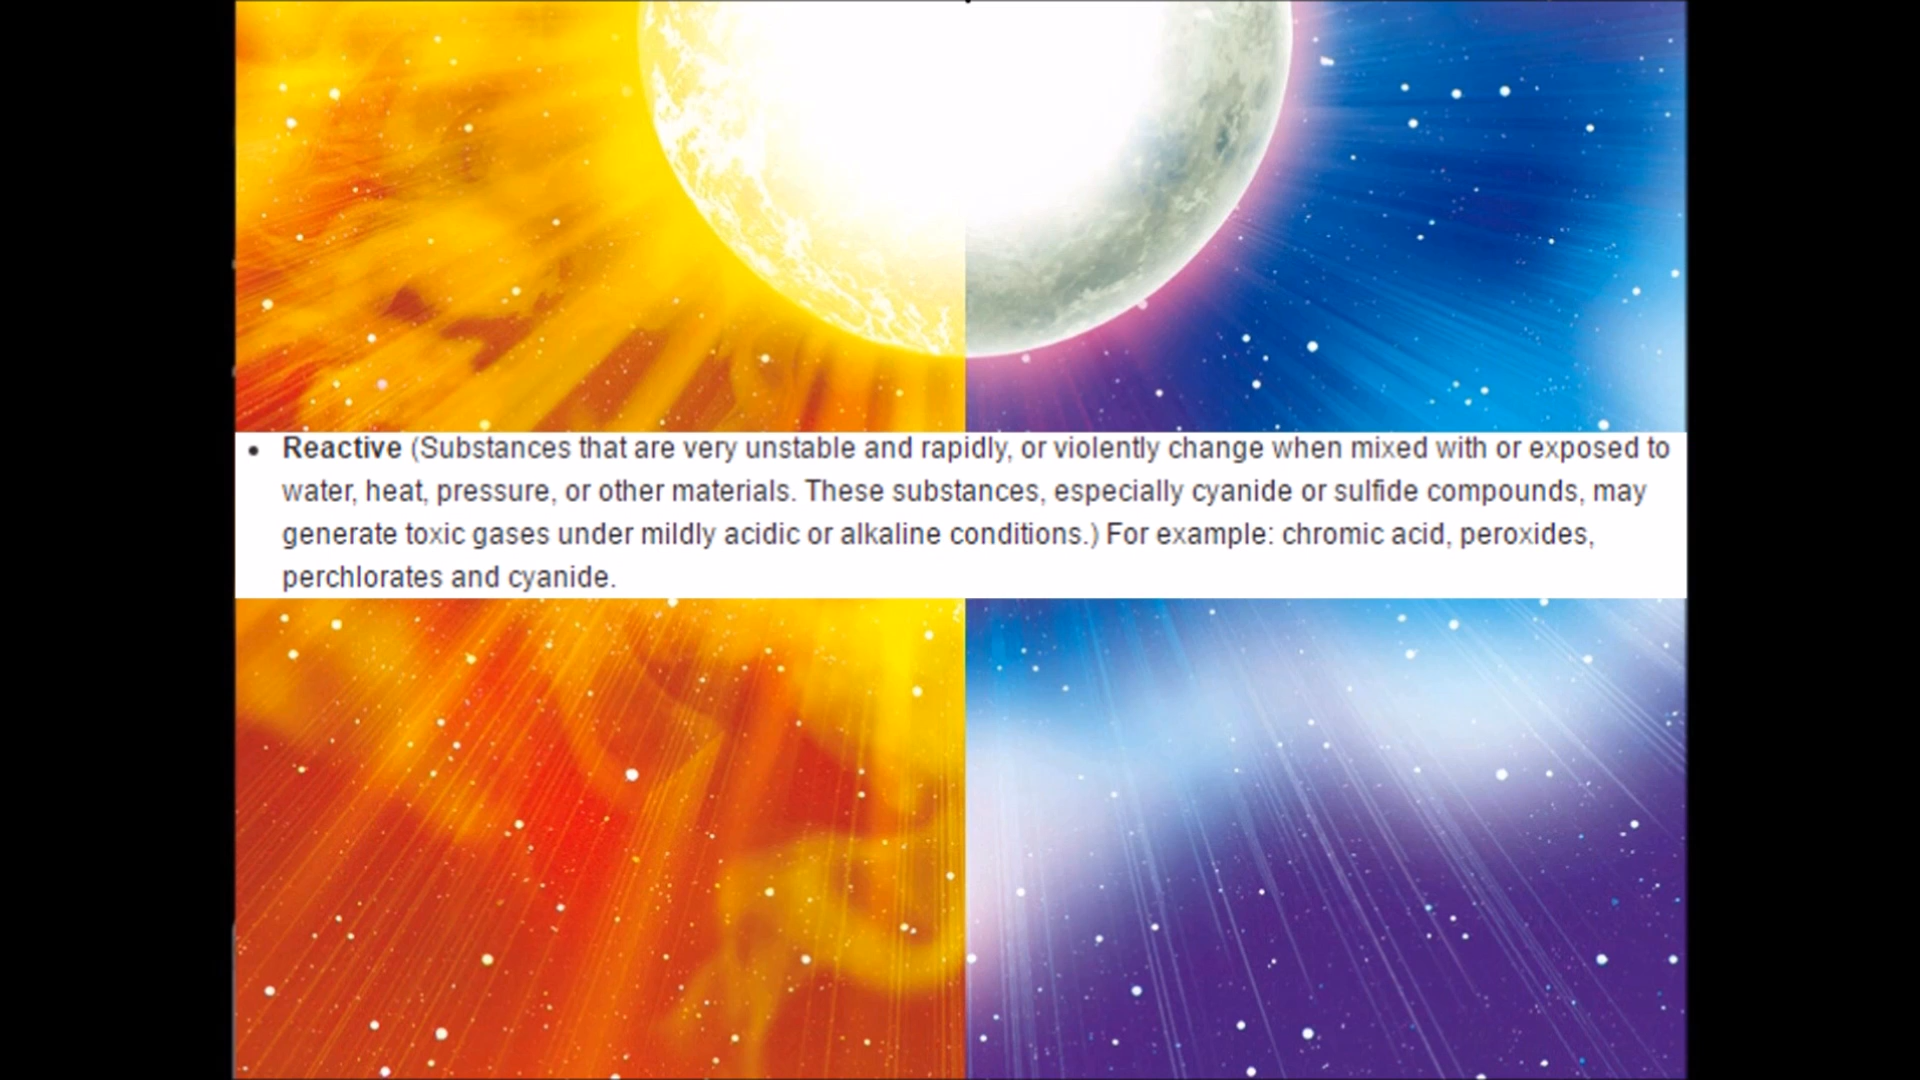 • Reactive (Substances that are very unstable and rapidly, or violently change when mixed with or exposed to
water, heat, pressure, or other materials. These substances, especially cyanide or sulfide compounds, may
generate toxic gases under mildly acidic or alkaline conditions.) For example: chromic acid, peroxides,
perchlorates and cyanide.